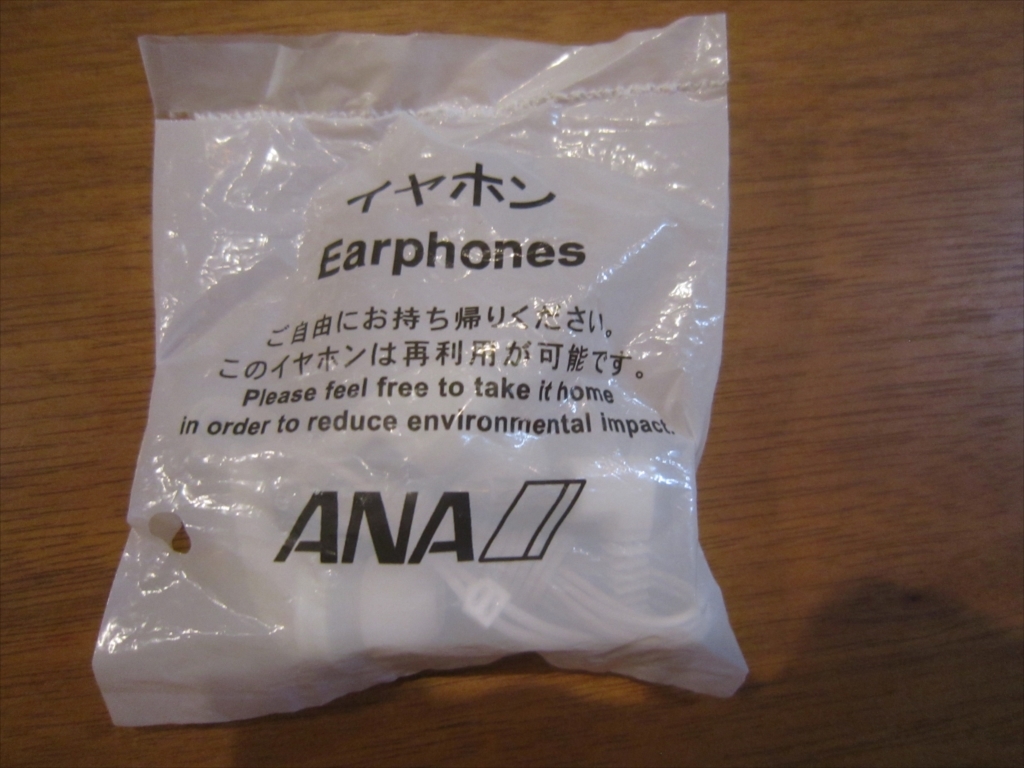 イヤホン
Earphones
ご自由にお持ち帰りください。
このイヤホンは再利用が可能です。
Please feel free to take it home
in order to reduce environmental impact.
ANA